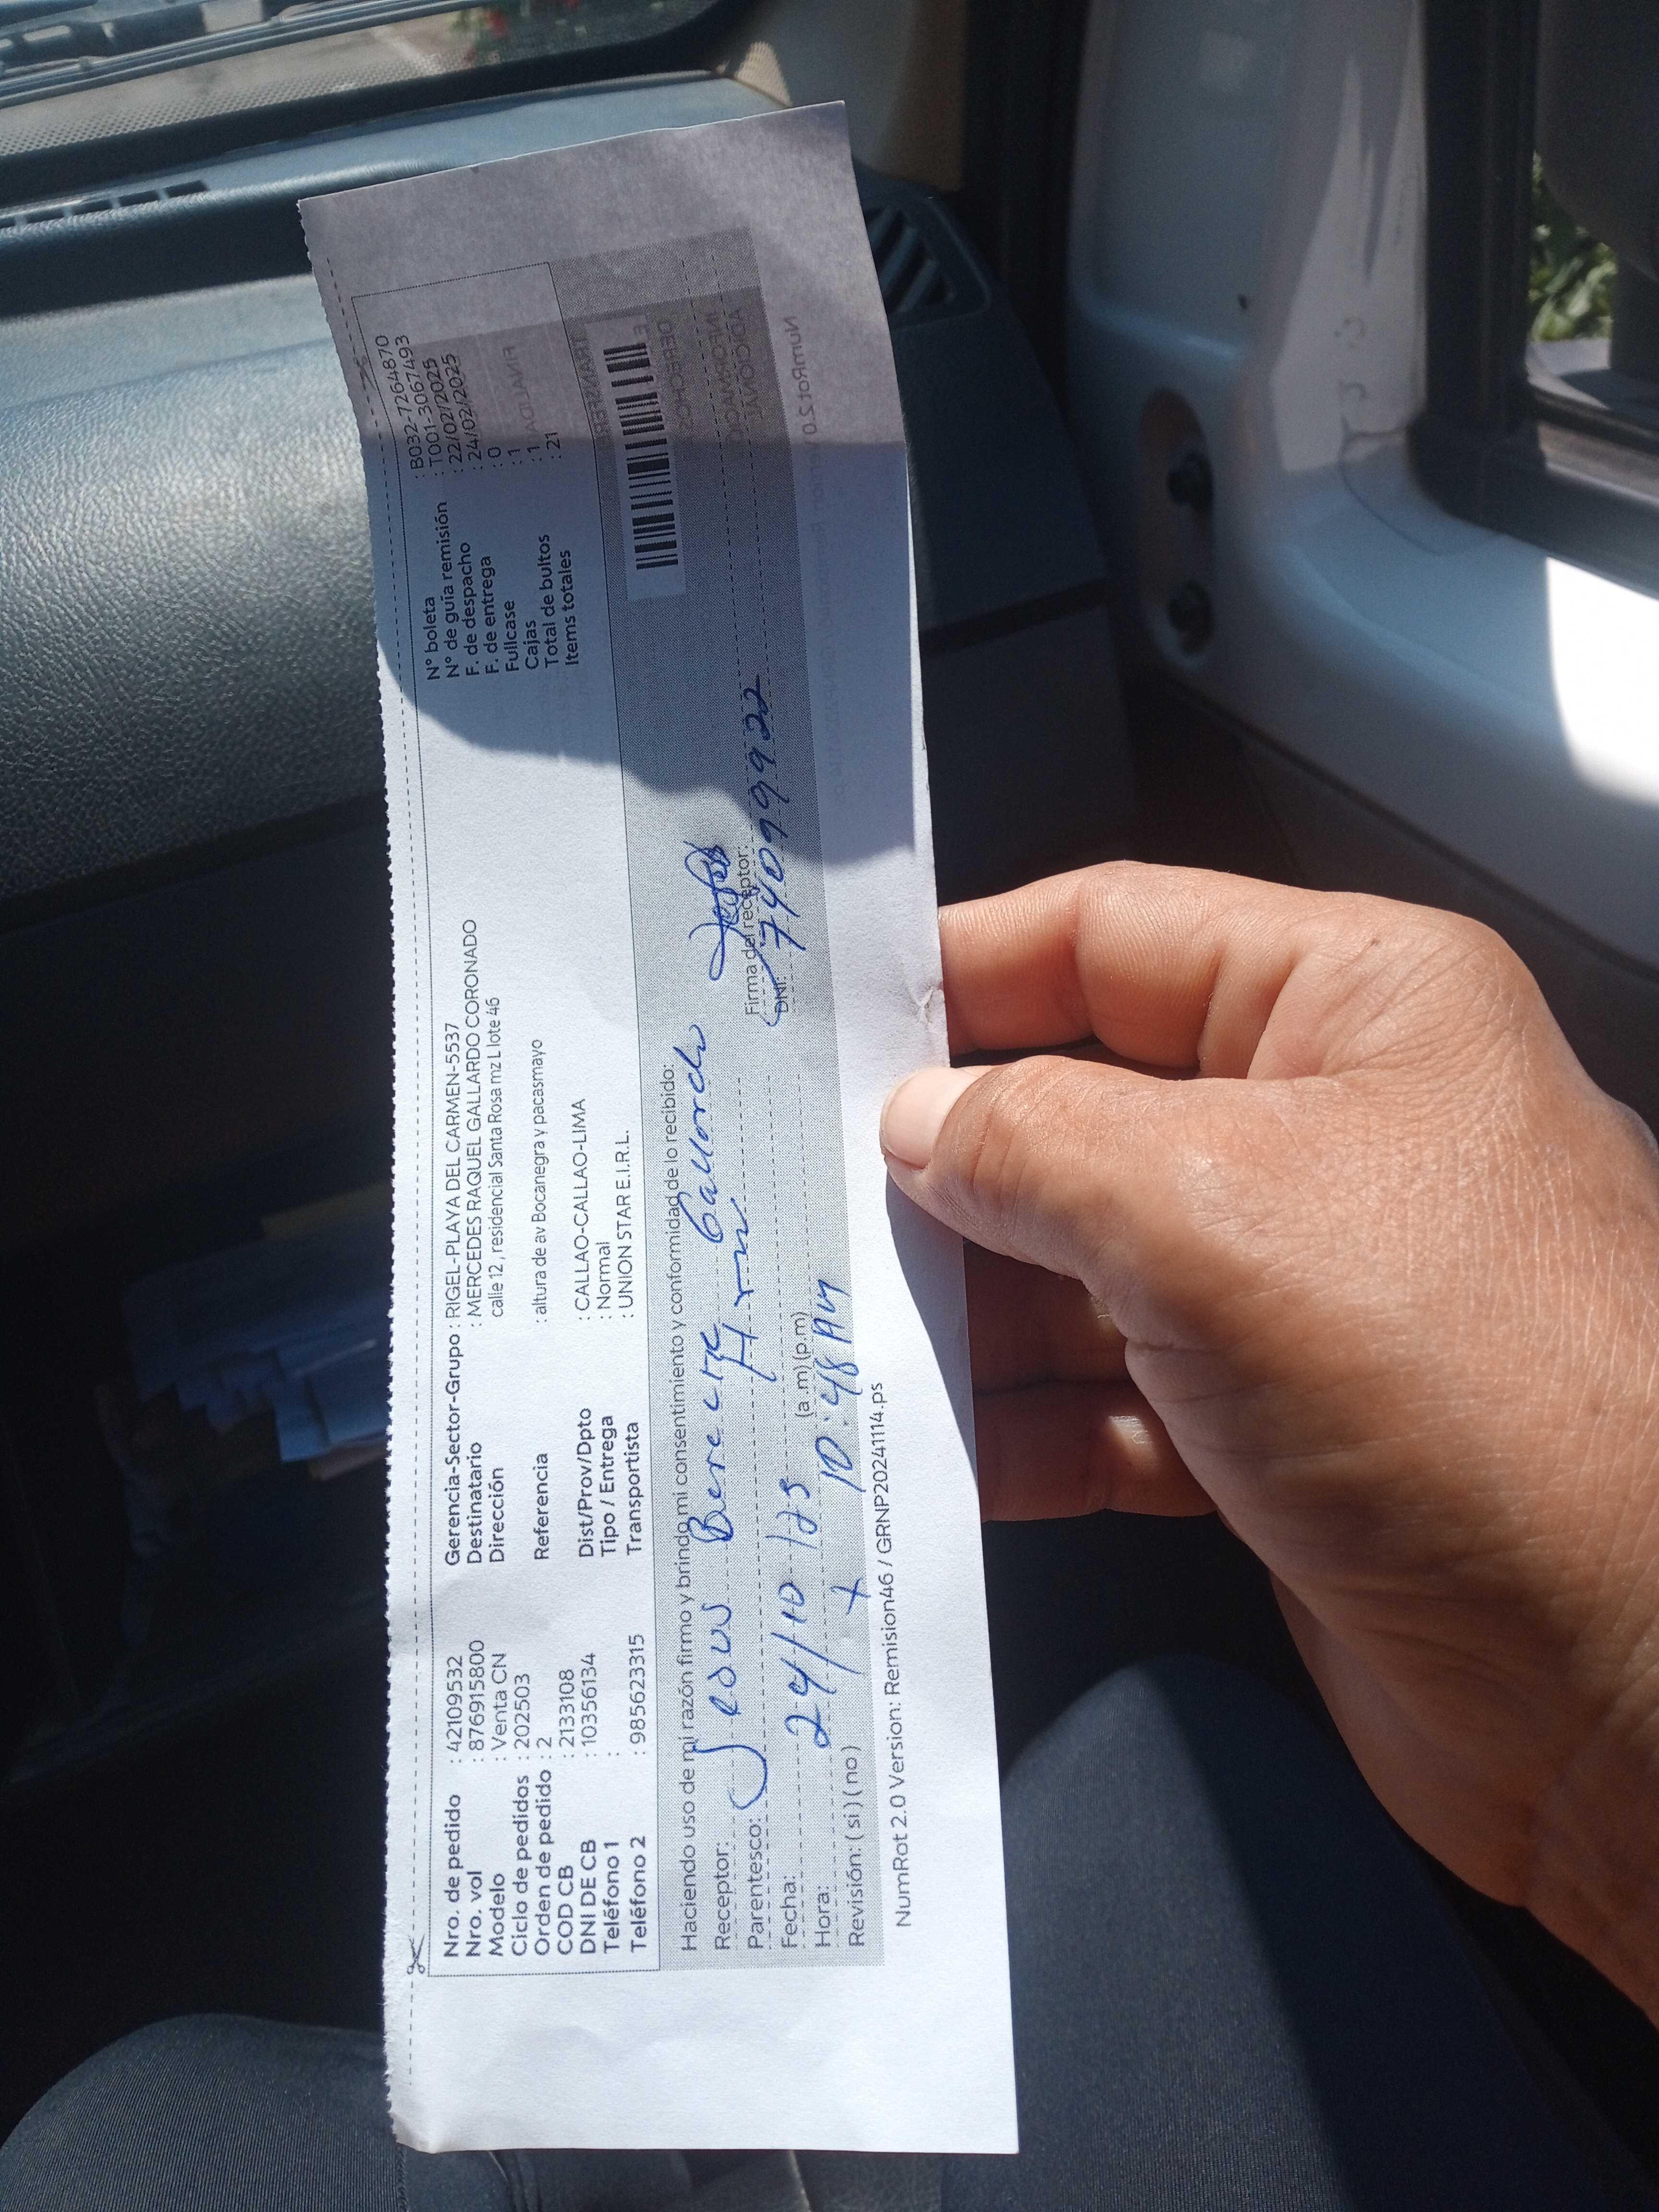 Nro. de pedido : 42109532
Nro. vol : 876915800
Modelo : Venta CN
Ciclo de pedidos : 202503
Orden de pedido : 2
COD CB : 2133108
DNI DE CB : 10356134
Teléfono 1 :
Teléfono 2 : 985623315
Gerencia-Sector-Grupo : RIGEL-PLAYA DEL CARMEN-5537
Destinatario : MERCEDES RAQUEL GALLARDO CORONADO
Dirección calle 12, residencial Santa Rosa mz L lote 46
Referencia : altura de av Bocanegra y pacasmayo
Dist/Prov/Dpto : CALLAO-CALLAO-LIMA
Tipo / Entrega : Normal
Transportista : UNION STAR E.I.R.L.
N° boleta : B032-7264870
N° de guía remisión : T001-3067493
F. de despacho : 22/02/2025
F. de entrega : 24/02/2025
Fullcase : 0
Cajas : 1
Total de bultos : 1
Items totales : 21
Haciendo uso de mi razón firmo y brindo mi consentimiento y conformidad de lo recibido:
Receptor: Gallardo
Parentesco:
Firma del receptor:
Fecha: 24/10/25
DNI: 74099922
Hora: 10:48 AM (a.m) (p.m)
Revisión: ( si ) ( no ) +
NumRot 2.0 Version: Remision46 / GRNP20241114.ps